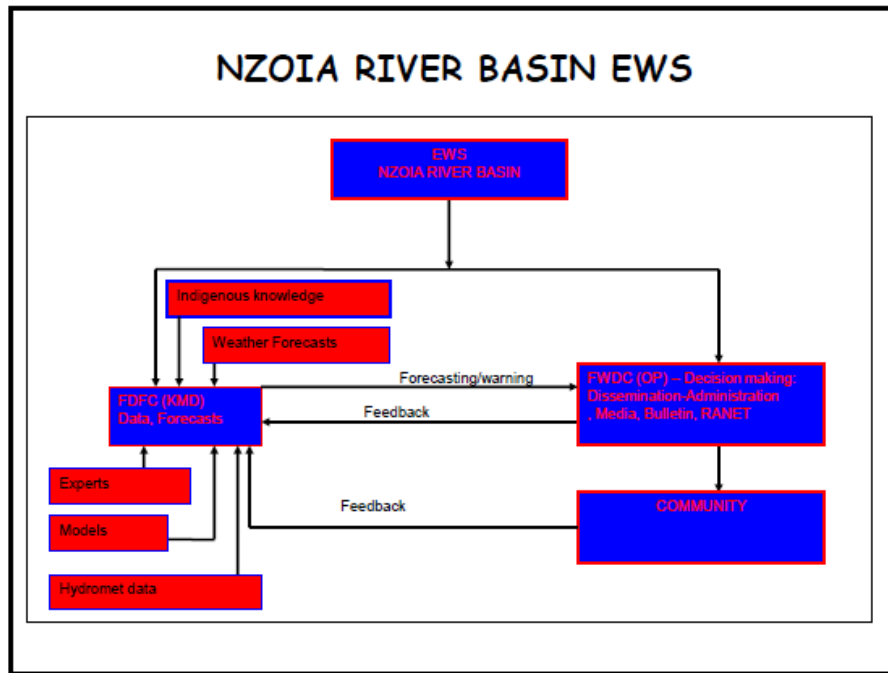 NZOIA RIVER BASIN EWS
EWS
NZOIA RIVER BASIN
Indigenous knowledge
Weather Forecasts
Forecasting/warning
FDFC (KMD)
Data, Forecasts
Feedback
FWDC (OP) – Decision making:
Dissemination-Administration
, Media, Bulletin, RANET
Experts
Models
Hydromet data
Feedback
COMMUNITY